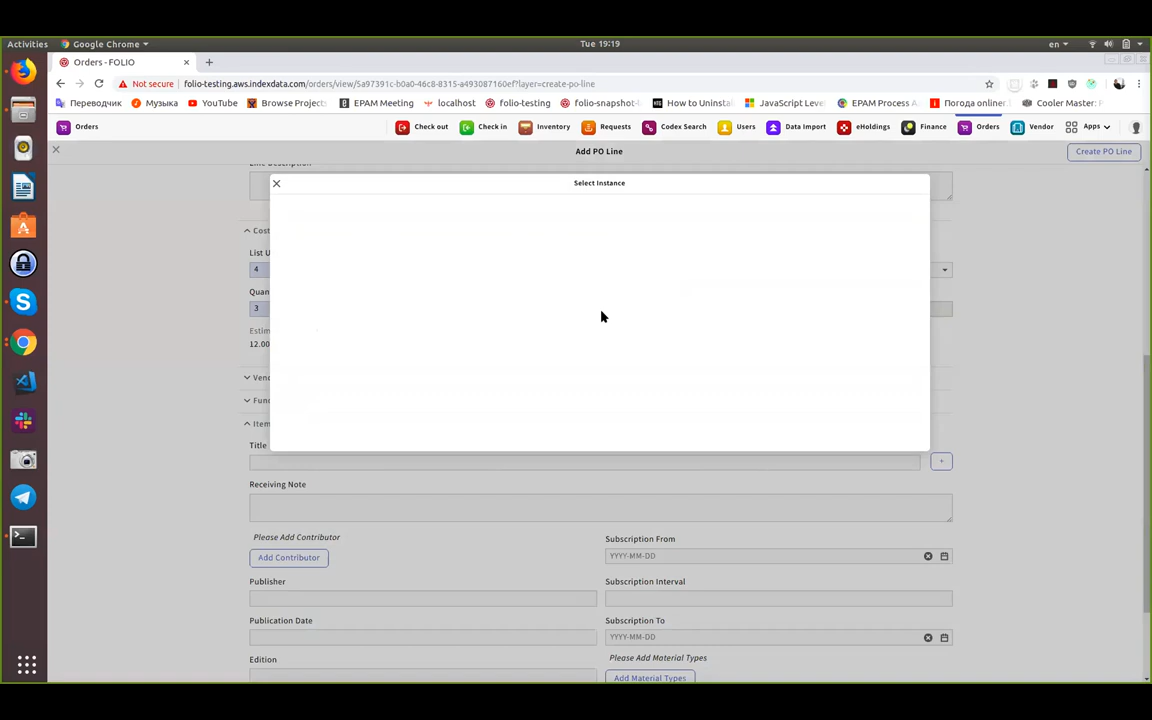 Activities Google Chrome Tue 19:19 en
Orders - FOLIO
Not secure folio-testing.aws.indexdata.com/orders/view/5a97391c-b0a0-46c8-8315-a493087160ef?layer=create-po-line
Переводчик Музыка YouTube Browse Projects EPAM Meeting localhost folio-testing folio-snapshot- How to Uninstal JavaScript Leve EPAM Process A Погода online. Cooler Master: P
Orders Check out Check in Inventory Requests Codex Search Users Data Import eHoldings Finance Orders Vendor Apps
Add PO Line Create PO Line
Line Description
Select Instance
Cost
List U
4
Quan
3
Estim
12.00
Vend
Fund
Item
Title
+
Receiving Note
Please Add Contributor
Add Contributor
Subscription From
YYYY-MM-DD
Publisher
Subscription Interval
Publication Date
Subscription To
YYYY-MM-DD
Edition
Please Add Material Types
Add Material Types